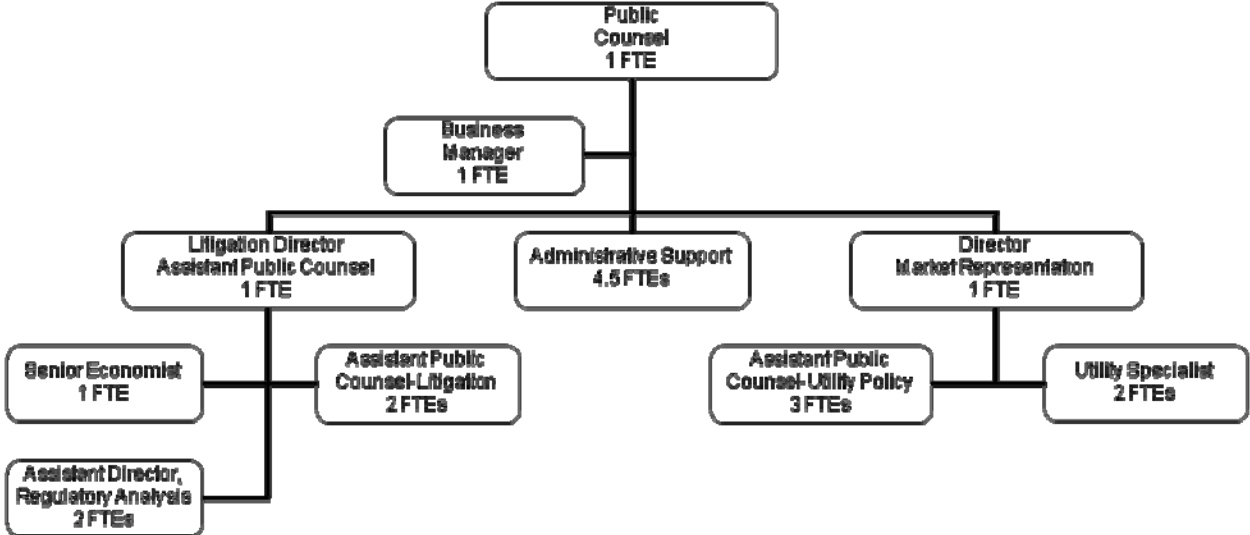 Public
Counsel
1 FTE
Business
Manager
1 FTE
Litigation Director
Assistant Public Counsel
1 FTE
Administrative Support
4.5 FTEs
Director
Market Representation
1 FTE
Senior Economist
1 FTE
Assistant Public
Counsel-Litigation
2 FTEs
Assistant Public
Counsel-Utility Policy
3 FTEs
Utility Specialist
2 FTEs
Assistant Director,
Regulatory Analysis
2 FTEs